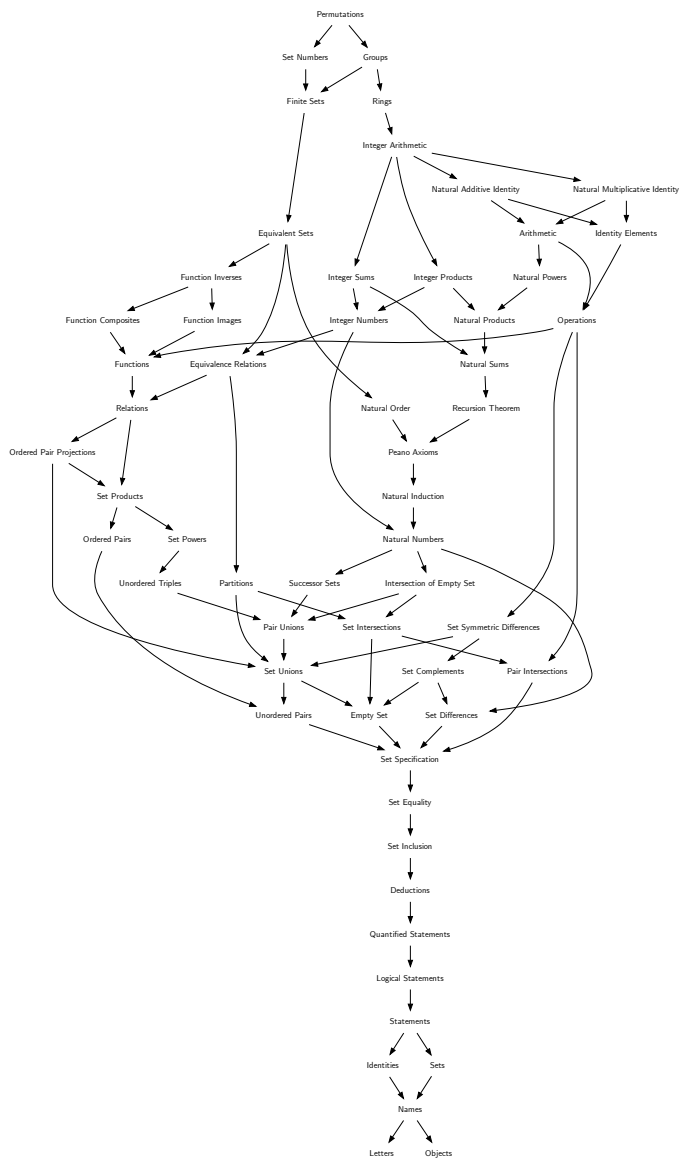 Permutations
Set Numbers
Groups
Finite Sets
Rings
Integer Arithmetic
Natural Additive Identity
Natural Multiplicative Identity
Equivalent Sets
Arithmetic
Identity Elements
Function Inverses
Integer Sums
Integer Products
Natural Powers
Function Composites
Function Images
Integer Numbers
Natural Products
Operations
Functions
Equivalence Relations
Natural Sums
Relations
Natural Order
Recursion Theorem
Ordered Pair Projections
Peano Axioms
Set Products
Natural Induction
Ordered Pairs
Set Powers
Natural Numbers
Unordered Triples
Partitions
Successor Sets
Intersection of Empty Set
Pair Unions
Set Intersections
Set Symmetric Differences
Set Unions
Set Complements
Pair Intersections
Unordered Pairs
Empty Set
Set Differences
Set Specification
Set Equality
Set Inclusion
Deductions
Quantified Statements
Logical Statements
Statements
Identities
Sets
Names
Letters
Objects